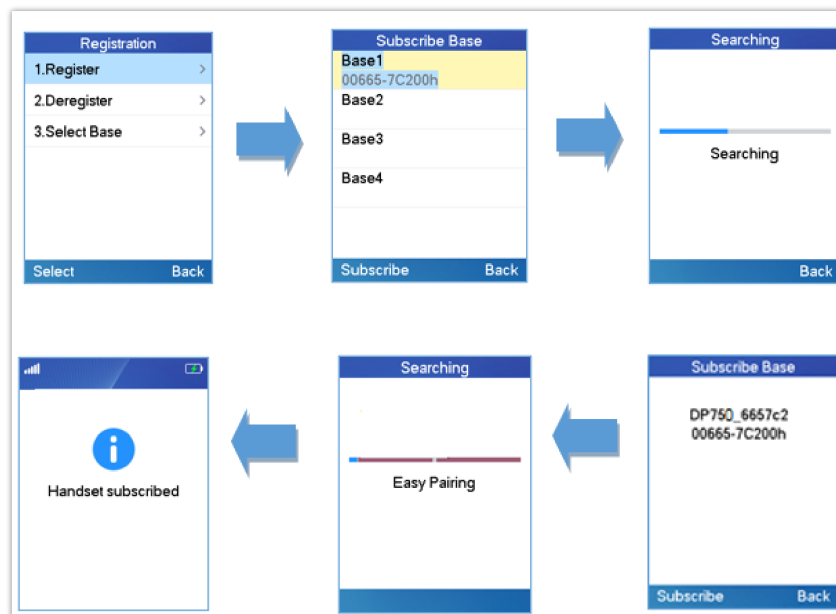 Registration
1.Register
2.Deregister
3.Select Base
Select Back
Subscribe Base
Base1
00665-7C200h
Base2
Base3
Base4
Subscribe Back
Searching
Searching
Back
Subscribe Base
DP750_6657c2
00665-7C200h
Subscribe Back
Searching
Easy Pairing
Handset subscribed